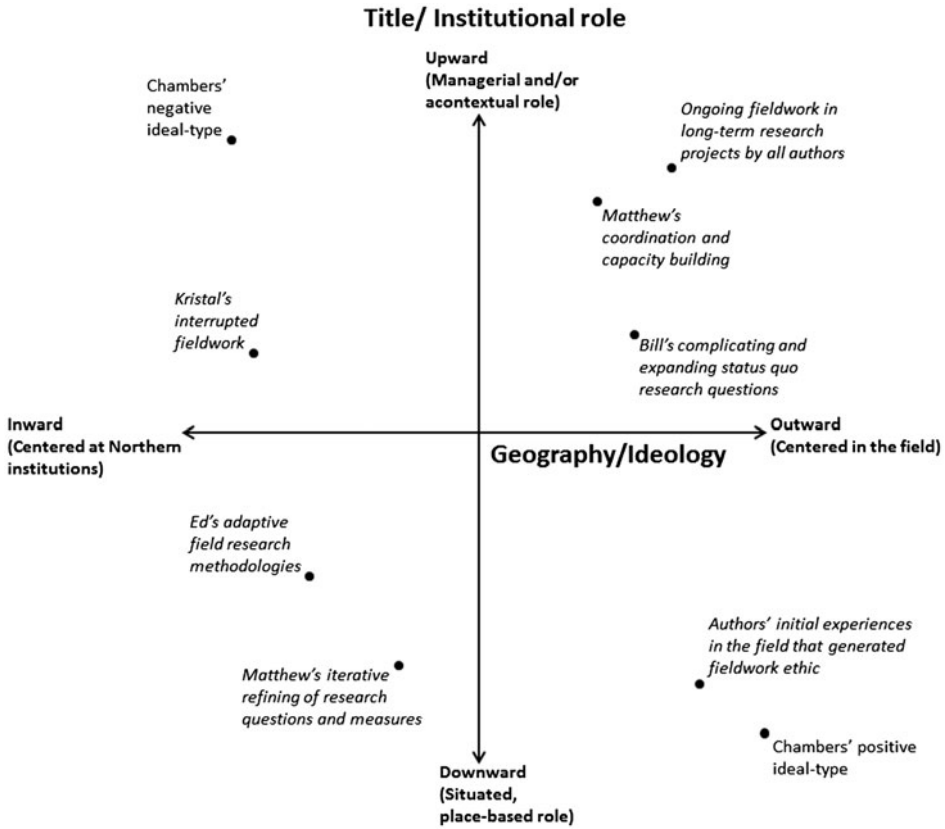 Title/ Institutional role
Upward
(Managerial and/or
acontextual role)
Chambers'
negative
ideal-type
Ongoing fieldwork in
long-term research
projects by all authors
Matthew's
coordination and
capacity building
Kristal's
interrupted
fieldwork
Bill's complicating and
expanding status quo
research questions
Inward
(Centered at Northern
institutions)
Outward
(Centered in the field)
Geography/Ideology
Ed's adaptive
field research
methodologies
Authors' initial experiences
in the field that generated
fieldwork ethic
Matthew's iterative
refining of research
questions and measures
Chambers' positive
ideal-type
Downward
(Situated,
place-based role)